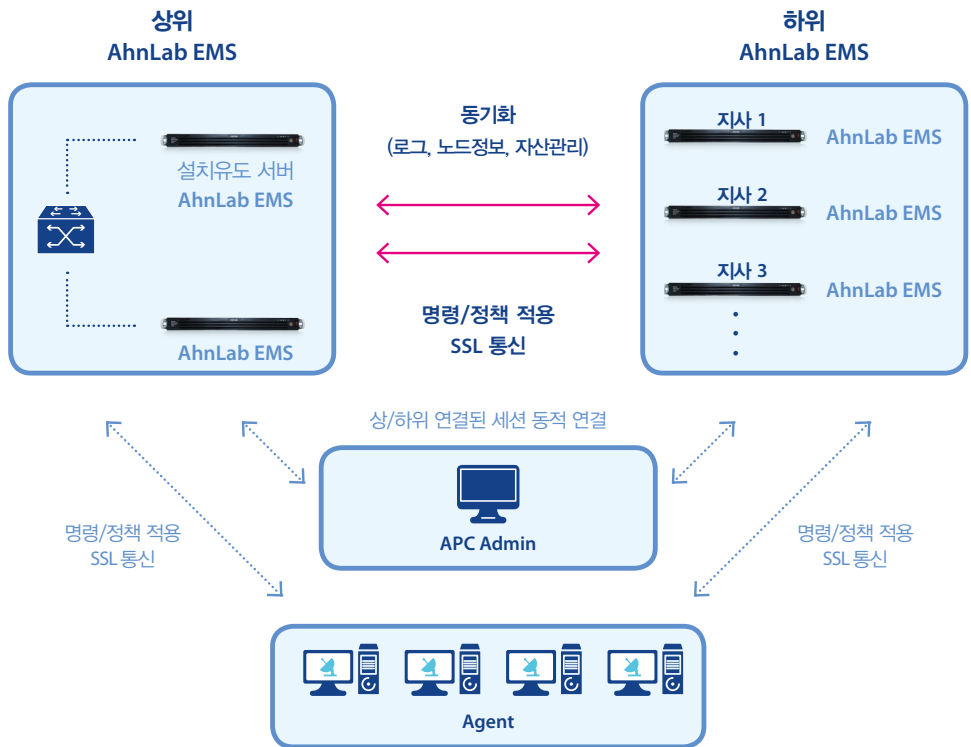 상위
AhnLab EMS
하위
AhnLab EMS
동기화
(로그, 노드정보, 자산관리)
설치유도 서버
AhnLab EMS
AhnLab EMS
명령/정책 적용
SSL 통신
지사 1
AhnLab EMS
지사 2
AhnLab EMS
지사 3
AhnLab EMS
상/하위 연결된 세션 동적 연결
APC Admin
명령/정책 적용
SSL 통신
명령/정책 적용
SSL 통신
Agent